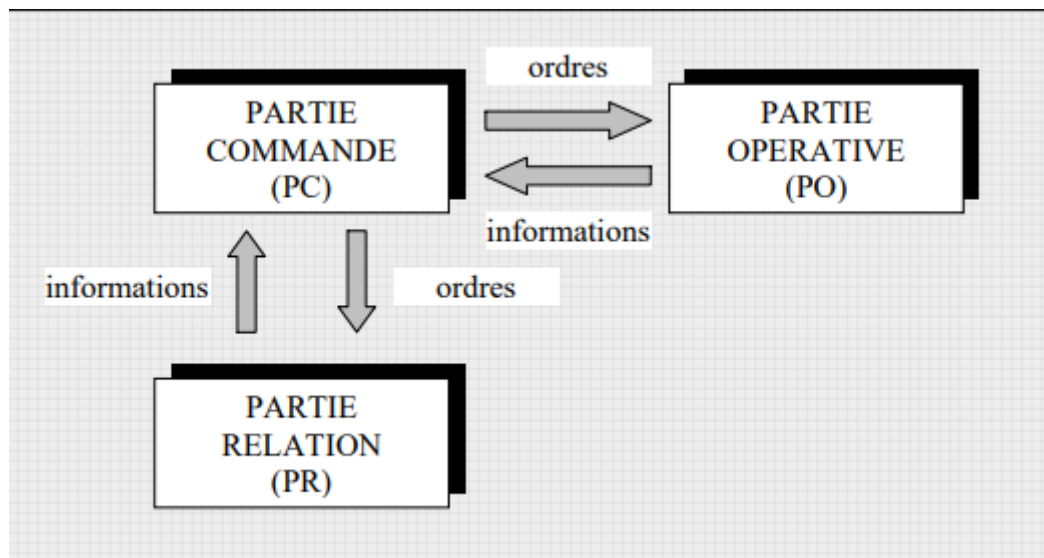 ordres
PARTIE
COMMANDE
(PC)
PARTIE
OPERATIVE
(PO)
informations
informations
ordres
PARTIE
RELATION
(PR)